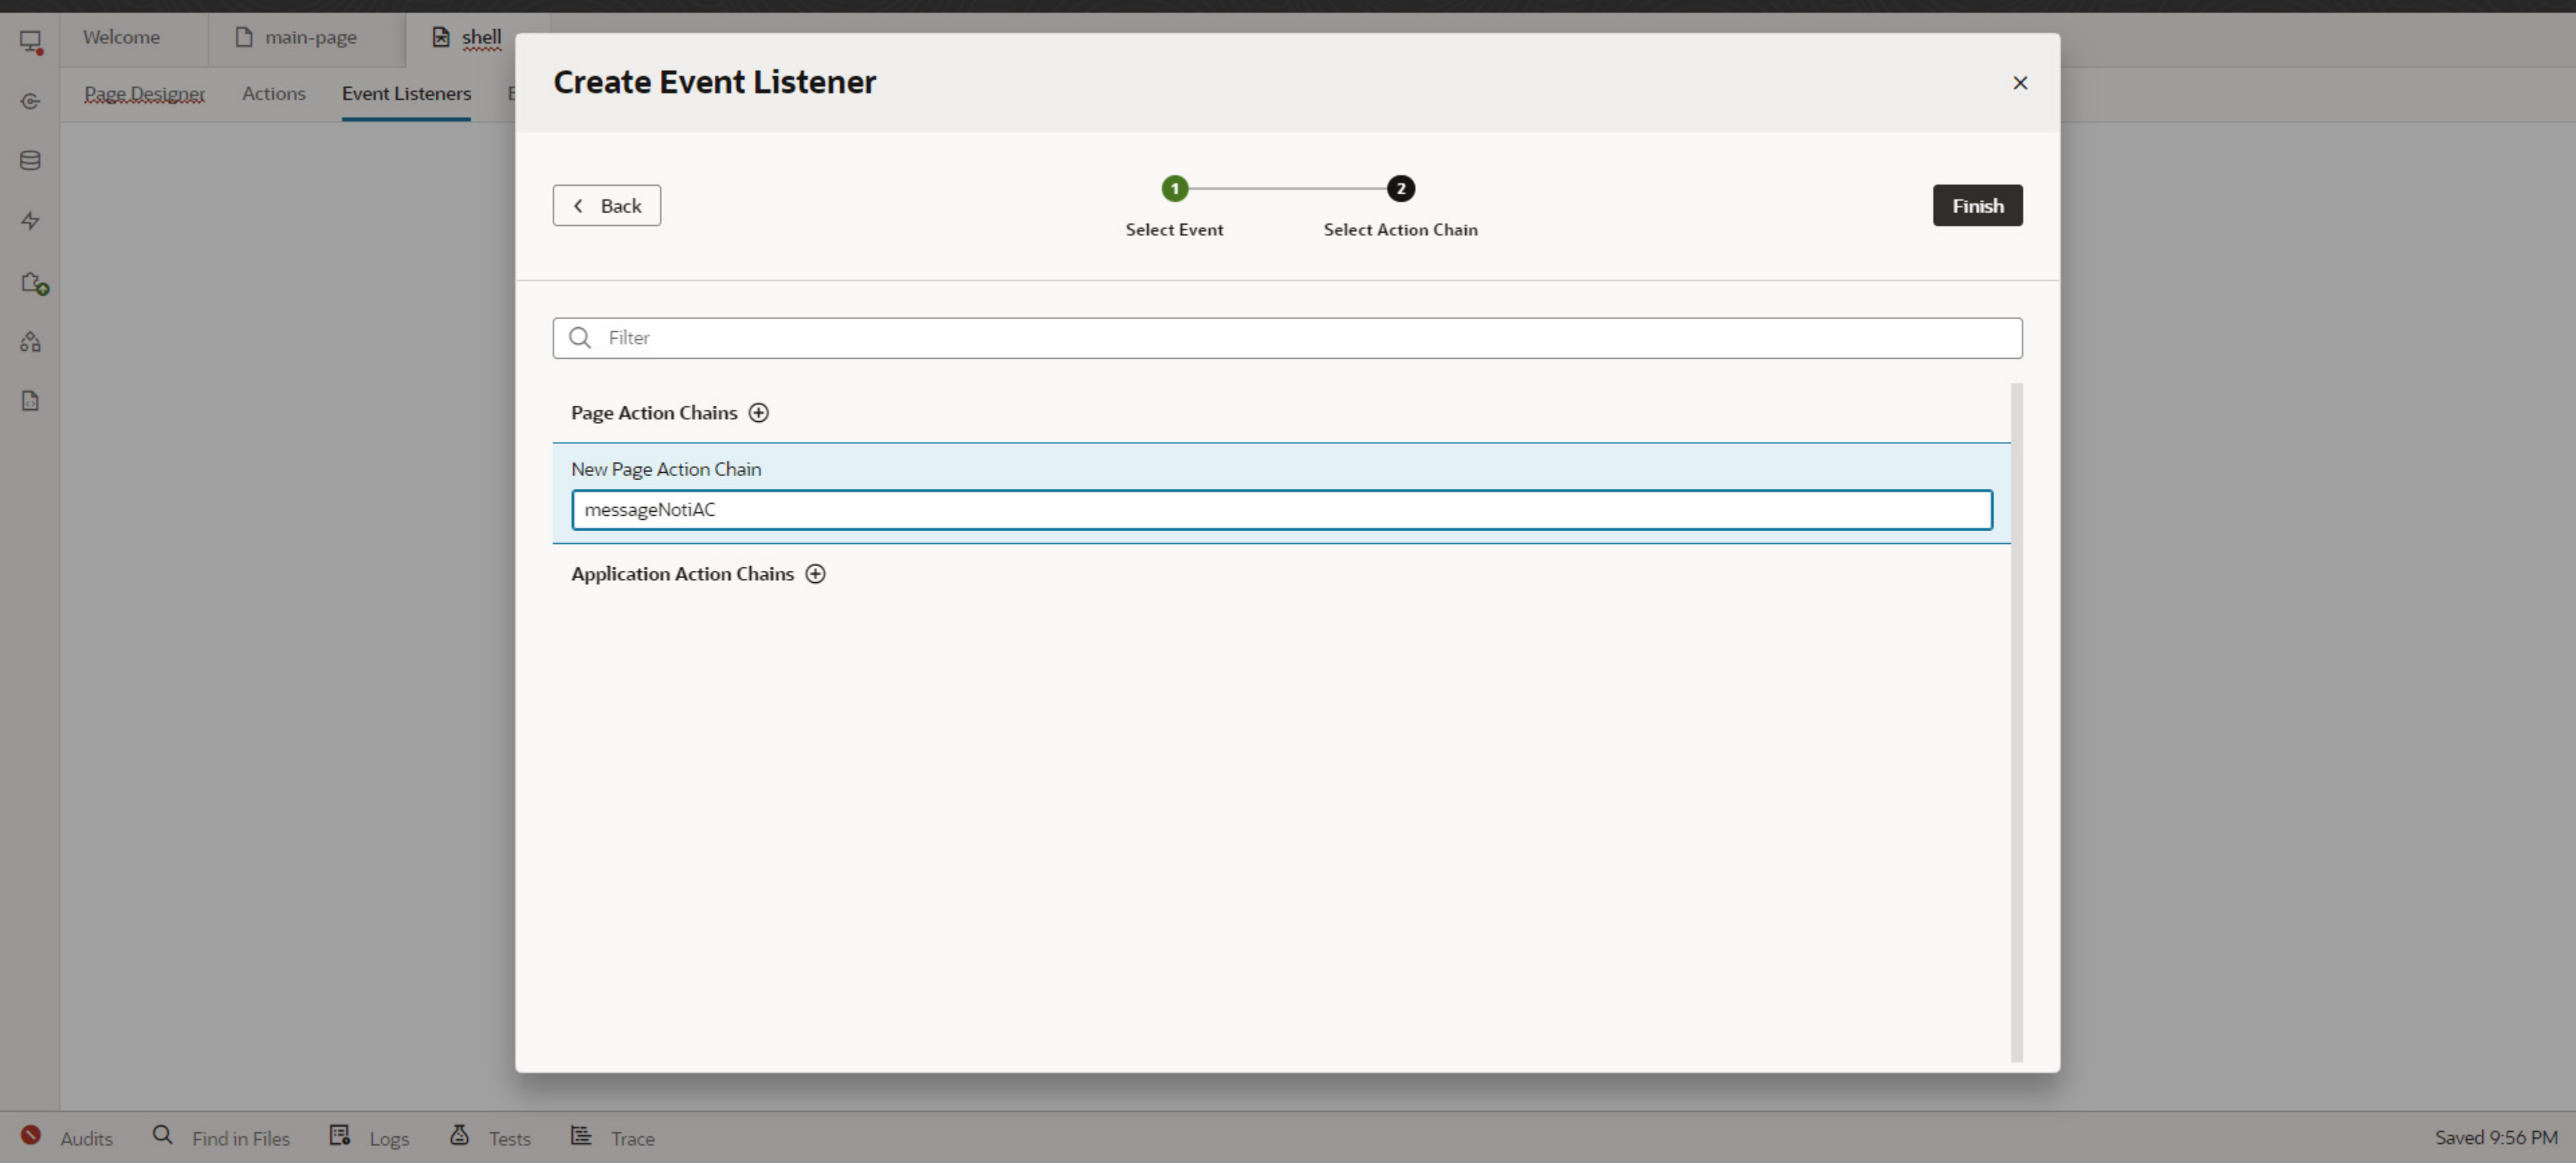 Welcome
main-page
shell
Page Designer
Actions
Event Listeners
Create Event Listener
Back
1
2
Select Event
Select Action Chain
Finish
Filter
Page Action Chains
New Page Action Chain
messageNotiAC
Application Action Chains
Audits
Find in Files
Logs
Tests
Trace
Saved 9:56 PM